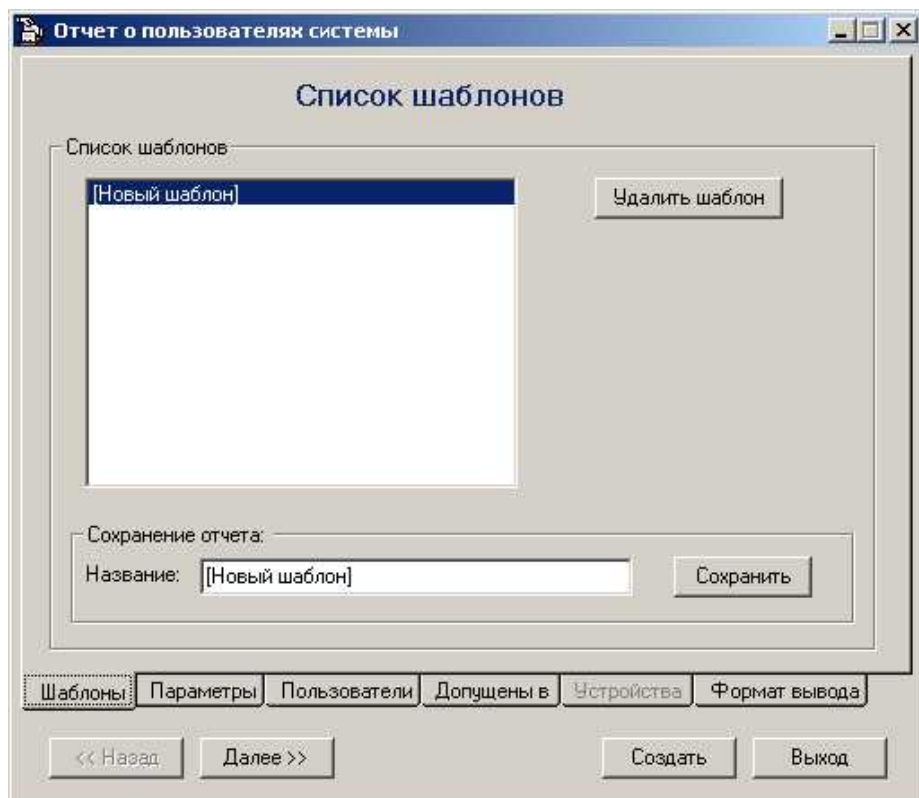 Отчет о пользователях системы
Список шаблонов
Список шаблонов
[Новый шаблон]
Удалить шаблон
Сохранение отчета:
Название: [Новый шаблон] Сохранить
Шаблоны Параметры Пользователи Допущены в Устройства Формат вывода
<< Назад Далее >> Создать Выход